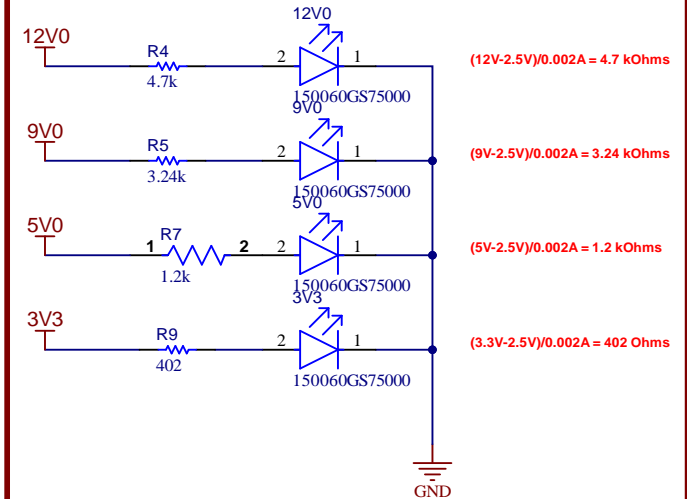 12V0
12V0
R4
4.7k
2
1
150060GS75000
(12V-2.5V)/0.002A = 4.7 kOhms
9V0
9V0
R5
3.24k
2
1
150060GS75000
(9V-2.5V)/0.002A = 3.24 kOhms
5V0
5V0
R7
1
2
1.2k
2
1
150060GS75000
(5V-2.5V)/0.002A = 1.2 kOhms
3V3
3V3
R9
402
2
1
150060GS75000
(3.3V-2.5V)/0.002A = 402 Ohms
GND